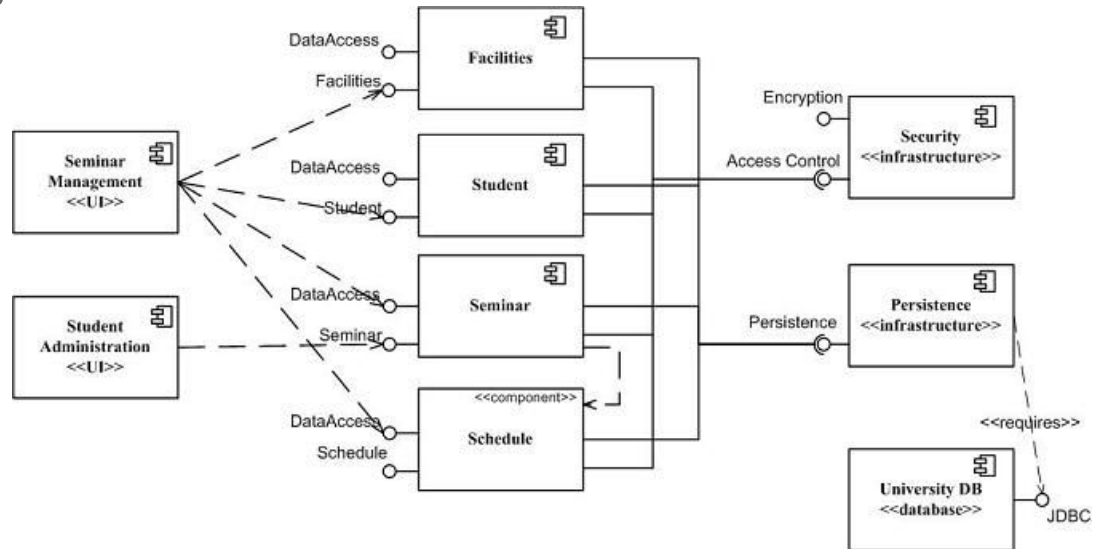 DataAccess
Facilities
Facilities
Encryption
Security
<<infrastructure>>
Access Control
Seminar
Management
<<UI>>
DataAccess
Student
Student
DataAccess
Seminar
Seminar
Student
Administration
<<UI>>
Persistence
Persistence
<<infrastructure>>
<<component>>
DataAccess
Schedule
Schedule
<<requires>>
University DB
<<database>>
JDBC